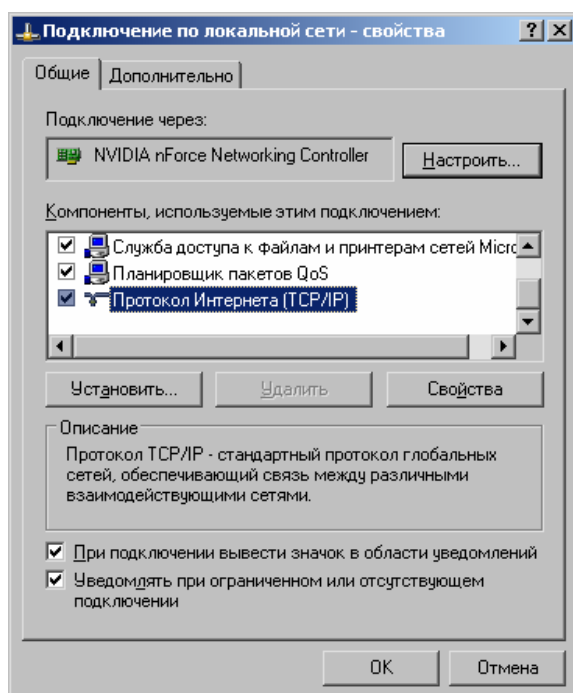 Подключение по локальной сети - свойства
Общие
Дополнительно
Подключение через:
NVIDIA nForce Networking Controller
Настроить...
Компоненты, используемые этим подключением:
Служба доступа к файлам и принтерам сетей Micro
Планировщик пакетов QoS
Протокол Интернета (TCP/IP)
Установить...
Удалить
Свойства
Описание
Протокол TCP/IP - стандартный протокол глобальных
сетей, обеспечивающий связь между различными
взаимодействующими сетями.
При подключении вывести значок в области уведомлений
Уведомлять при ограниченном или отсутствующем
подключении
OK
Отмена